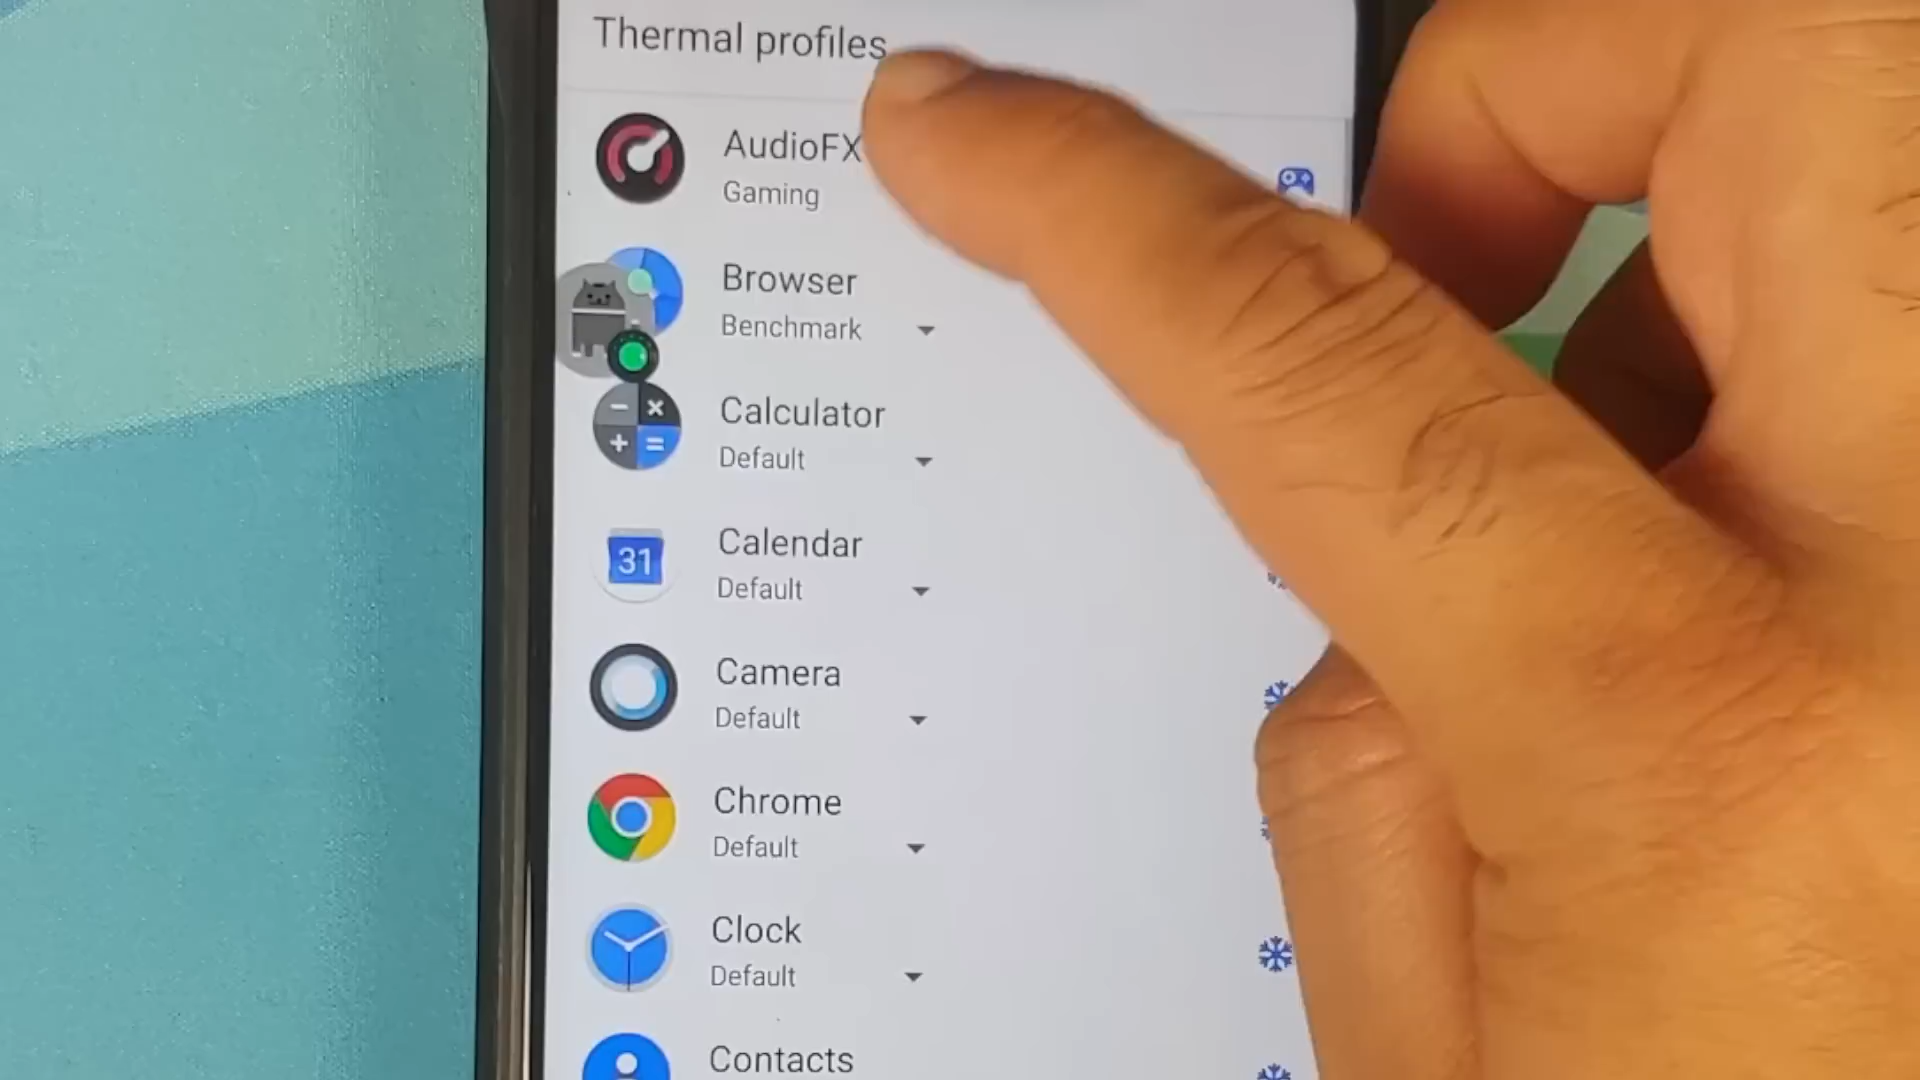 Thermal profiles
AudioFX
Gaming
Browser
Benchmark
Calculator
Default
Calendar
31
Default
Camera
Default
Chrome
Default
Clock
Default
Contacts